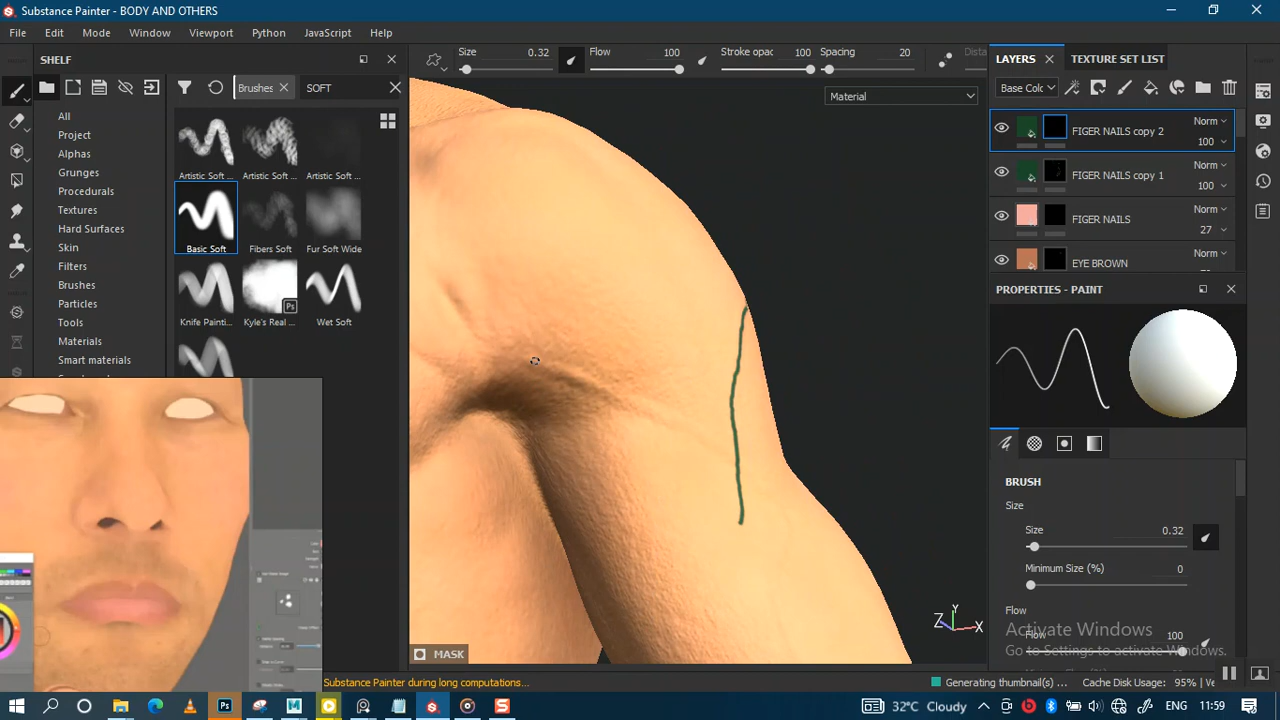 Substance Painter - BODY AND OTHERS
File Edit Mode Window Viewport Python JavaScript Help
SHELF
Size 0.32 Flow 100 Stroke opac 100 Spacing 20 Dista
LAYERS TEXTURE SET LIST
Brushes SOFT
Base Colo
Material
All
Project
Alphas
Grunges
Procedurals
Textures
Hard Surfaces
Skin
Filters
Brushes
Particles
Tools
Materials
Smart materials
Artistic Soft ... Artistic Soft ... Artistic Soft ...
Basic Soft Fibers Soft Fur Soft Wide
Knife Painti... Kyle's Real ... Wet Soft
Ps
FIGER NAILS copy 2 Norm 100
FIGER NAILS copy 1 Norm 100
FIGER NAILS Norm 27
EYE BROWN Norm
PROPERTIES - PAINT
BRUSH
Size
Size 0.32
Minimum Size (%) 0
Flow
Flow 100
Y
Z X
Activate Windows
Go to Settings to activate Windows.
MASK
Substance Painter during long computations...
Generating thumbnail(s) ... Cache Disk Usage: 95% | Ve
Ps
32°C Cloudy ENG 11:59